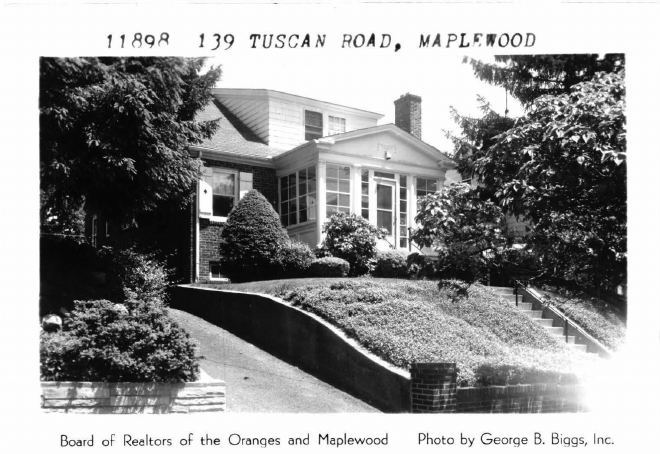 11898 139 TUSCAN ROAD, MAPLEWOOD
Board of Realtors of the Oranges and Maplewood Photo by George B. Biggs, Inc.